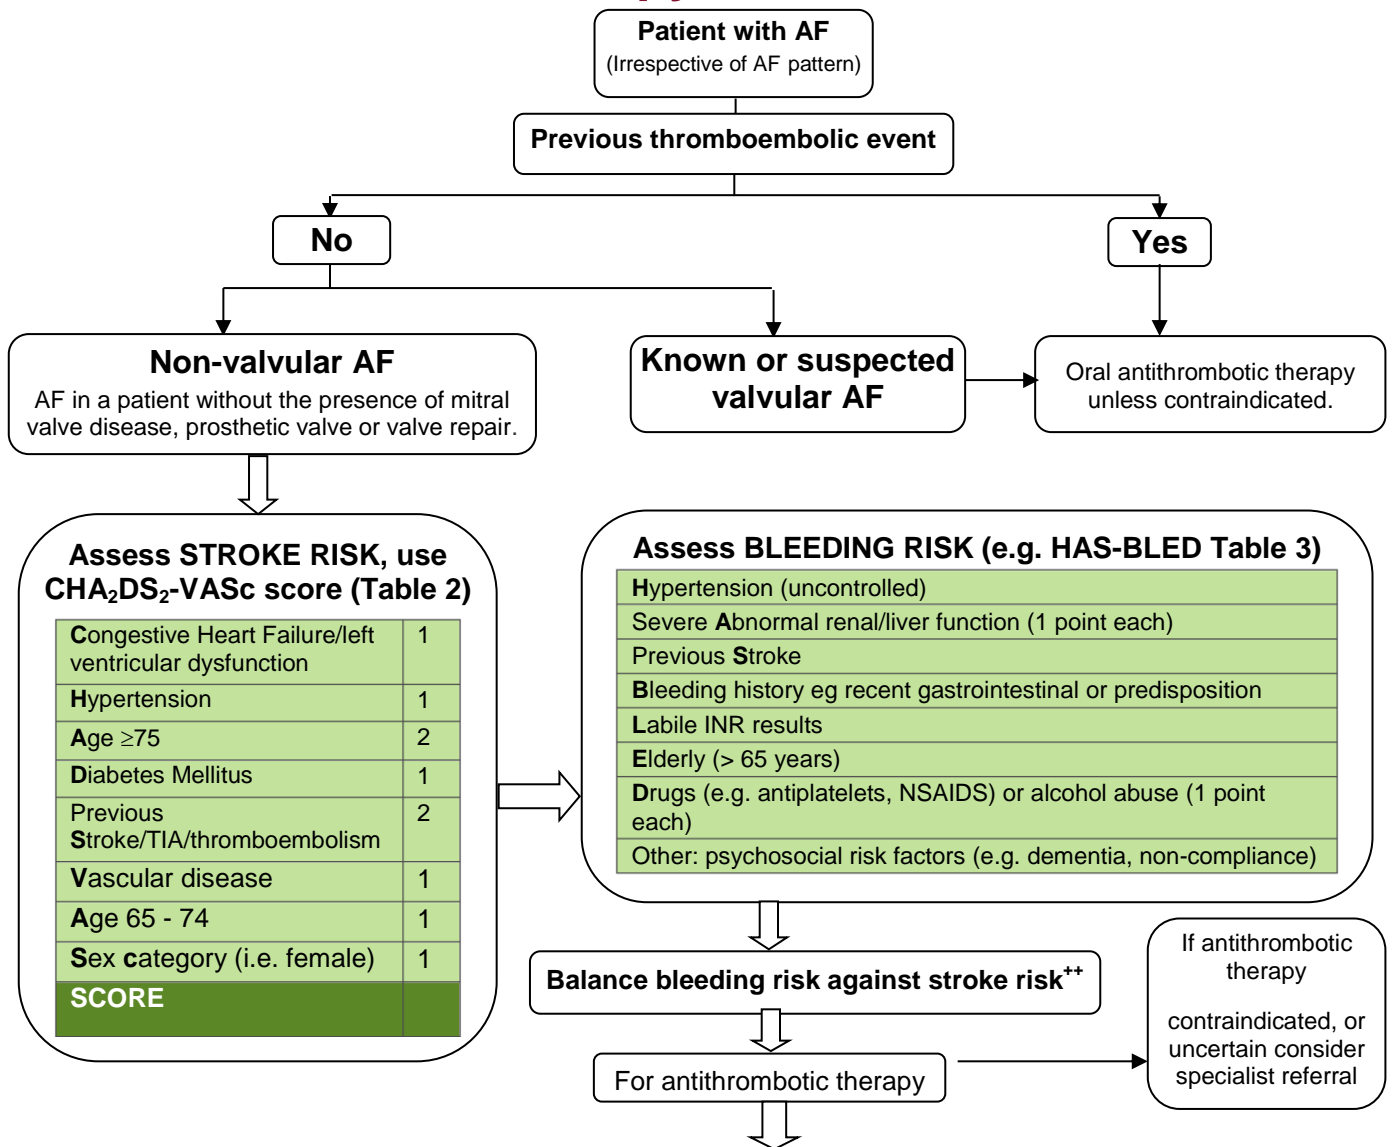 Patient with AF
(Irrespective of AF pattern)
Previous thromboembolic event
No
Yes
Non-valvular AF
AF in a patient without the presence of mitral
valve disease, prosthetic valve or valve repair.
Known or suspected
valvular AF
Oral antithrombotic therapy
unless contraindicated.
Assess STROKE RISK, use
CHA₂DS₂-VASc score (Table 2)
Congestive Heart Failure/left 1
ventricular dysfunction
Hypertension 1
Age ≥75 2
Diabetes Mellitus 1
Previous 2
Stroke/TIA/thromboembolism
Vascular disease 1
Age 65 - 74 1
Sex category (i.e. female) 1
SCORE
Assess BLEEDING RISK (e.g. HAS-BLED Table 3)
Hypertension (uncontrolled)
Severe Abnormal renal/liver function (1 point each)
Previous Stroke
Bleeding history eg recent gastrointestinal or predisposition
Labile INR results
Elderly (> 65 years)
Drugs (e.g. antiplatelets, NSAIDS) or alcohol abuse (1 point
each)
Other: psychosocial risk factors (e.g. dementia, non-compliance)
Balance bleeding risk against stroke risk⁺⁺
For antithrombotic therapy
If antithrombotic
therapy
contraindicated, or
uncertain consider
specialist referral